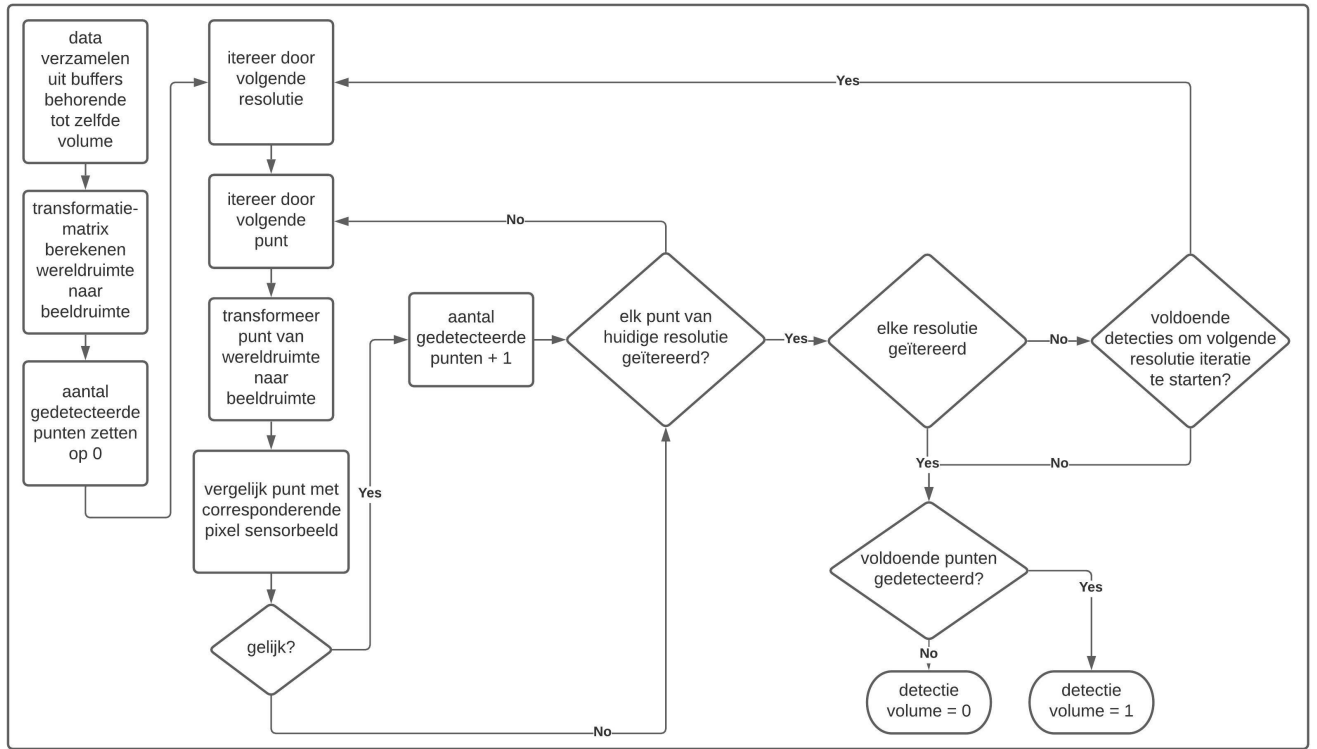 data
verzamelen
uit buffers
behorende
tot zelfde
volume
transformatie-
matrix
berekenen
wereldruimte
naar
beeldruimte
aantal
gedetecteerde
punten zetten
op 0
itereer door
volgende
resolutie
itereer door
volgende
punt
transformeer
punt van
wereldruimte
naar
beeldruimte
vergelijk punt met
corresponderende
pixel sensorbeeld
gelijk?
Yes
No
aantal
gedetecteerde
punten + 1
elk punt van
huidige resolutie
geïtereerd?
No
Yes
elke resolutie
geïtereerd
No
Yes
voldoende
detecties om volgende
resolutie iteratie
te starten?
Yes
No
voldoende punten
gedetecteerd?
No
Yes
detectie
volume = 0
detectie
volume = 1